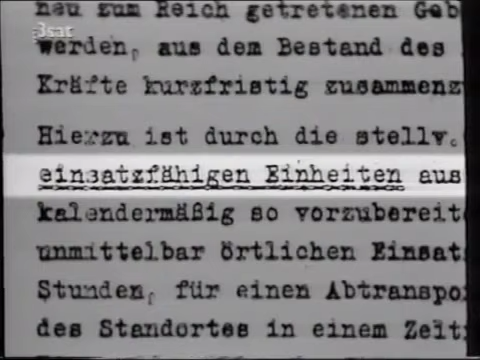 neu zum Reich getretenen Geb
3sat
werden, aus dem Bestand des
Kräfte kurzfristig zusammenz
Hierzu ist durch die stellv.
einsatzfähigen Einheiten aus
kalendermäßig so vorzubereit
unmittelbar örtlichen Einsat
Stunden, für einen Abtranspo
des Standortes in einem Zeit